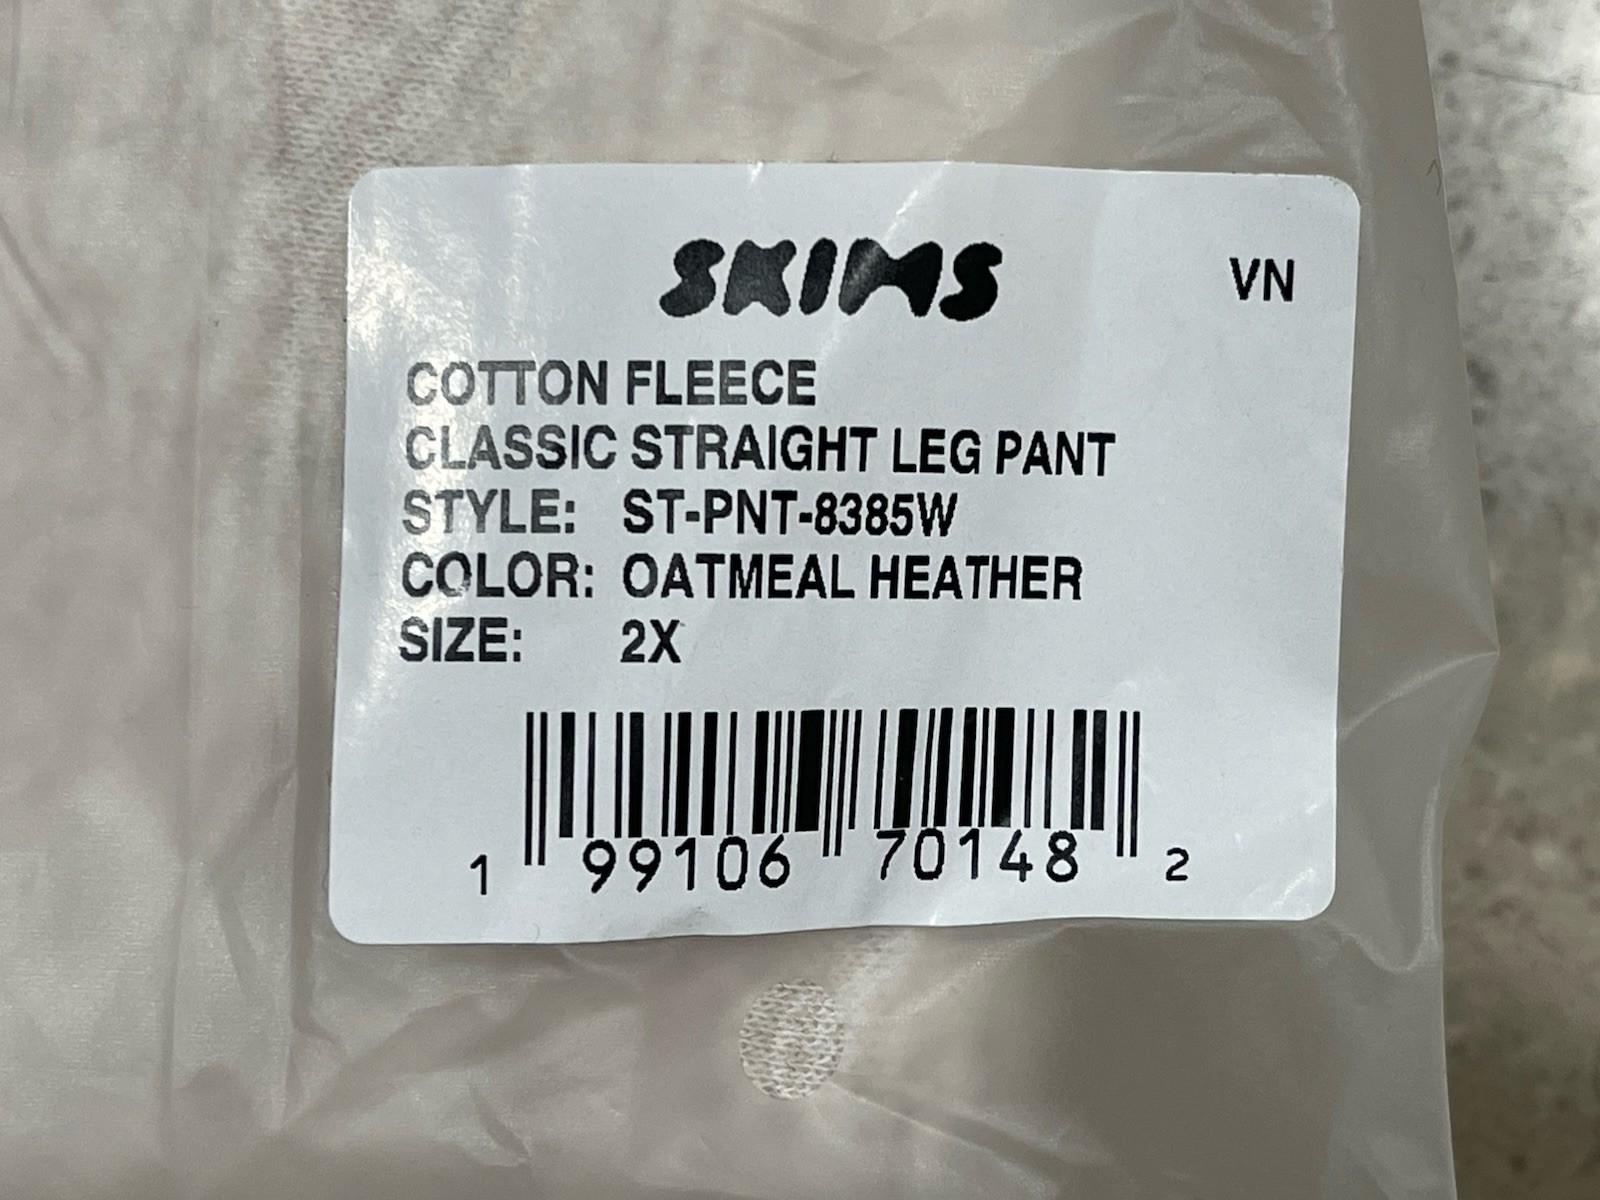 SKIMS
VN
COTTON FLEECE
CLASSIC STRAIGHT LEG PANT
STYLE: ST-PNT-8385W
COLOR: OATMEAL HEATHER
SIZE: 2X
1 99106 70148 2